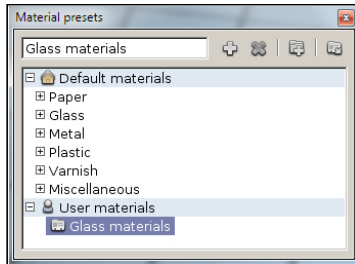 Material presets
Glass materials
Default materials
Paper
Glass
Metal
Plastic
Varnish
Miscellaneous
User materials
Glass materials